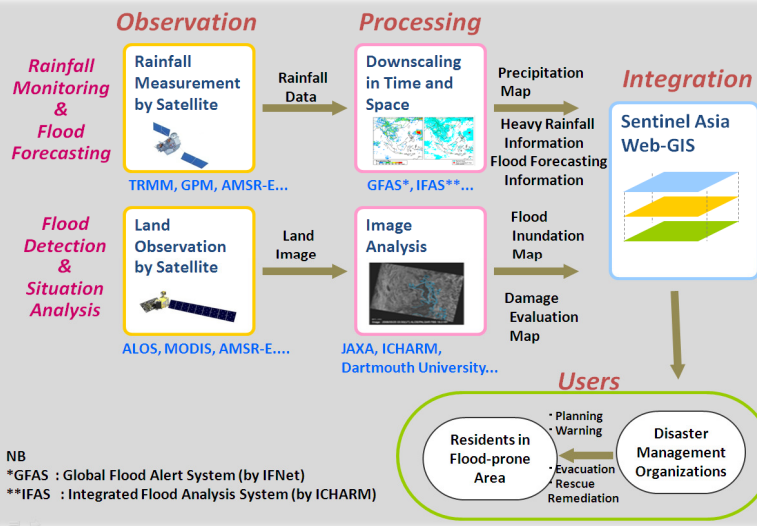 Observation
Processing
Integration
Rainfall
Monitoring
&
Flood
Forecasting
Rainfall
Measurement
by Satellite
TRMM, GPM, AMSR-E...
Rainfall
Data
Downscaling
in Time and
Space
GFAS*, IFAS**...
Precipitation
Map
Heavy Rainfall
Information
Flood Forecasting
Information
Sentinel Asia
Web-GIS
Flood
Detection
&
Situation
Analysis
Land
Observation
by Satellite
ALOS, MODIS, AMSR-E....
Land
Image
Image
Analysis
JAXA, ICHARM,
Dartmouth University...
Flood
Inundation
Map
Damage
Evaluation
Map
Users
Residents in
Flood-prone
Area
· Planning
· Warning
· Evacuation
· Rescue
Remediation
Disaster
Management
Organizations
NB
*GFAS : Global Flood Alert System (by IFNet)
**IFAS : Integrated Flood Analysis System (by ICHARM)